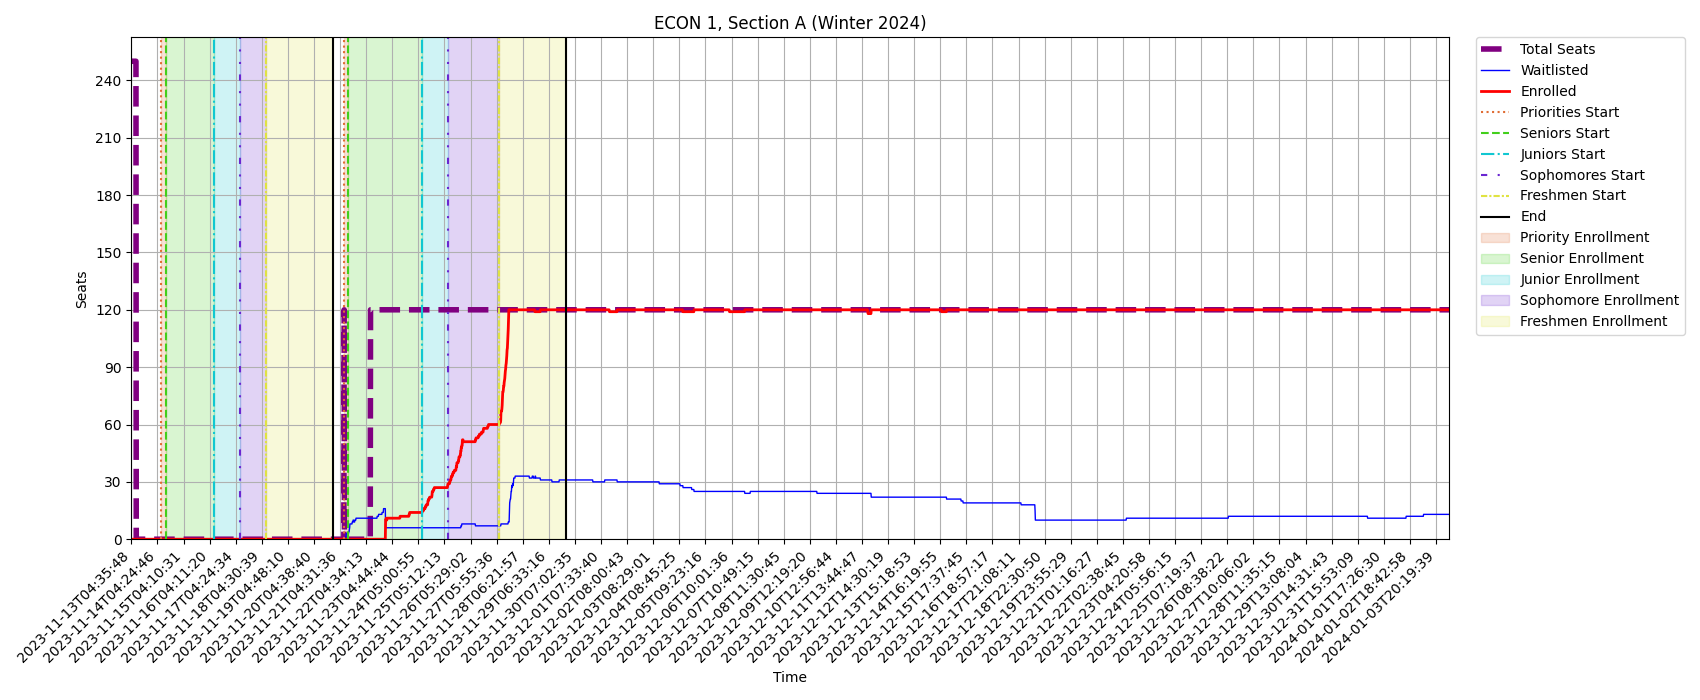 ECON 1, Section A (Winter 2024)
Seats
240
210
180
150
120
90
60
30
0
2023-11-13T04:35:48
2023-11-14T04:24:46
2023-11-15T04:10:31
2023-11-16T04:11:20
2023-11-17T04:24:34
2023-11-18T04:30:39
2023-11-19T04:48:10
2023-11-20T04:38:40
2023-11-21T04:31:36
2023-11-22T04:34:13
2023-11-23T04:44:44
2023-11-24T05:00:55
2023-11-25T05:12:13
2023-11-26T05:29:02
2023-11-27T05:55:36
2023-11-28T06:21:57
2023-11-29T06:33:16
2023-11-30T07:02:35
2023-12-01T07:33:40
2023-12-02T08:00:43
2023-12-03T08:29:01
2023-12-04T08:45:25
2023-12-05T09:23:16
2023-12-06T10:01:36
2023-12-07T10:49:15
2023-12-08T11:30:45
2023-12-09T12:19:20
2023-12-10T12:56:44
2023-12-11T13:44:47
2023-12-12T14:30:19
2023-12-13T15:18:53
2023-12-14T16:19:55
2023-12-15T17:37:45
2023-12-16T18:57:17
2023-12-17T21:08:11
2023-12-18T22:30:50
2023-12-19T23:55:29
2023-12-21T01:16:27
2023-12-22T02:38:45
2023-12-23T04:20:58
2023-12-24T05:56:15
2023-12-25T07:19:37
2023-12-26T08:38:22
2023-12-27T10:06:02
2023-12-28T11:35:15
2023-12-29T13:08:04
2023-12-30T14:31:43
2023-12-31T15:53:09
2024-01-01T17:26:30
2024-01-02T18:42:58
2024-01-03T20:19:39
Time
Total Seats
Waitlisted
Enrolled
Priorities Start
Seniors Start
Juniors Start
Sophomores Start
Freshmen Start
End
Priority Enrollment
Senior Enrollment
Junior Enrollment
Sophomore Enrollment
Freshmen Enrollment